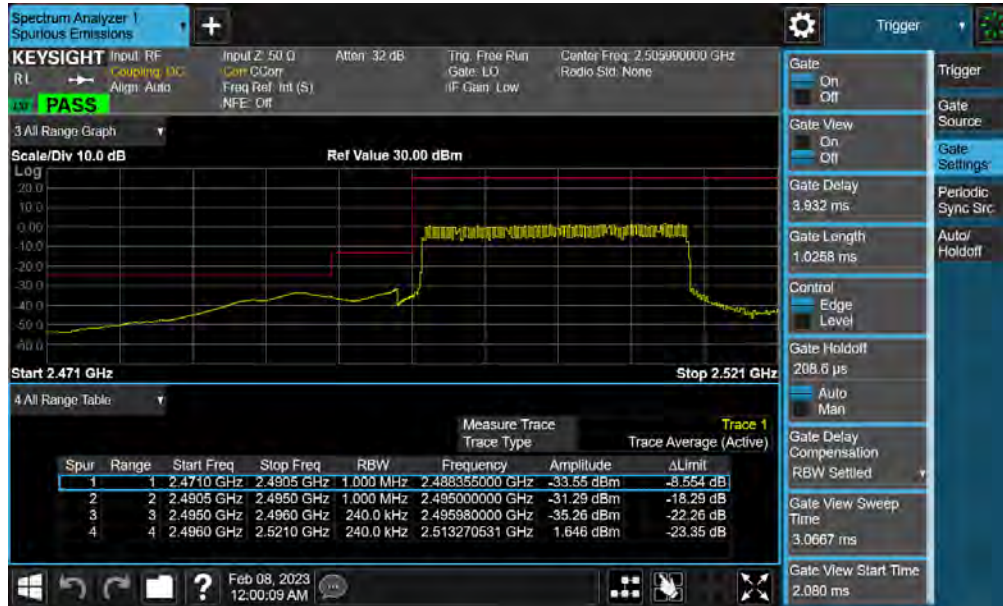 Spectrum Analyzer 1
Spurious Emissions
Trigger
KEYSIGHT
Input: RF
Coupling: DC
Align: Auto
Input Z: 50 Ω
Corr CCorr
Freq Ref: Int (S)
NFE: Off
Atten: 32 dB
Trig: Free Run
Gate: LO
IF Gain: Low
Center Freq: 2.505990000 GHz
Radio Std: None
PASS
3 All Range Graph
Scale/Div 10.0 dB
Ref Value 30.00 dBm
Log
20.0
10.0
0.00
-10.0
-20.0
-30.0
-40.0
-50.0
-60.0
Start 2.471 GHz
Stop 2.521 GHz
4 All Range Table
Measure Trace Trace 1
Trace Type Trace Average (Active)
Spur Range Start Freq Stop Freq RBW Frequency Amplitude ΔLimit
1 1 2.4710 GHz 2.4905 GHz 1.000 MHz 2.488355000 GHz -33.55 dBm -8.554 dB
2 2 2.4905 GHz 2.4950 GHz 1.000 MHz 2.495000000 GHz -31.29 dBm -18.29 dB
3 3 2.4950 GHz 2.4960 GHz 240.0 kHz 2.495980000 GHz -35.26 dBm -22.26 dB
4 4 2.4960 GHz 2.5210 GHz 240.0 kHz 2.513270531 GHz 1.646 dBm -23.35 dB
Feb 08, 2023
12:00:09 AM
Gate
On
Off
Gate View
On
Off
Gate Delay
3.932 ms
Gate Length
1.0258 ms
Control
Edge
Level
Gate Holdoff
208.6 µs
Auto
Man
Gate Delay
Compensation
RBW Settled
Gate View Sweep
Time
3.0667 ms
Gate View Start Time
2.080 ms
Trigger
Gate
Source
Gate
Settings
Periodic
Sync Src
Auto/
Holdoff